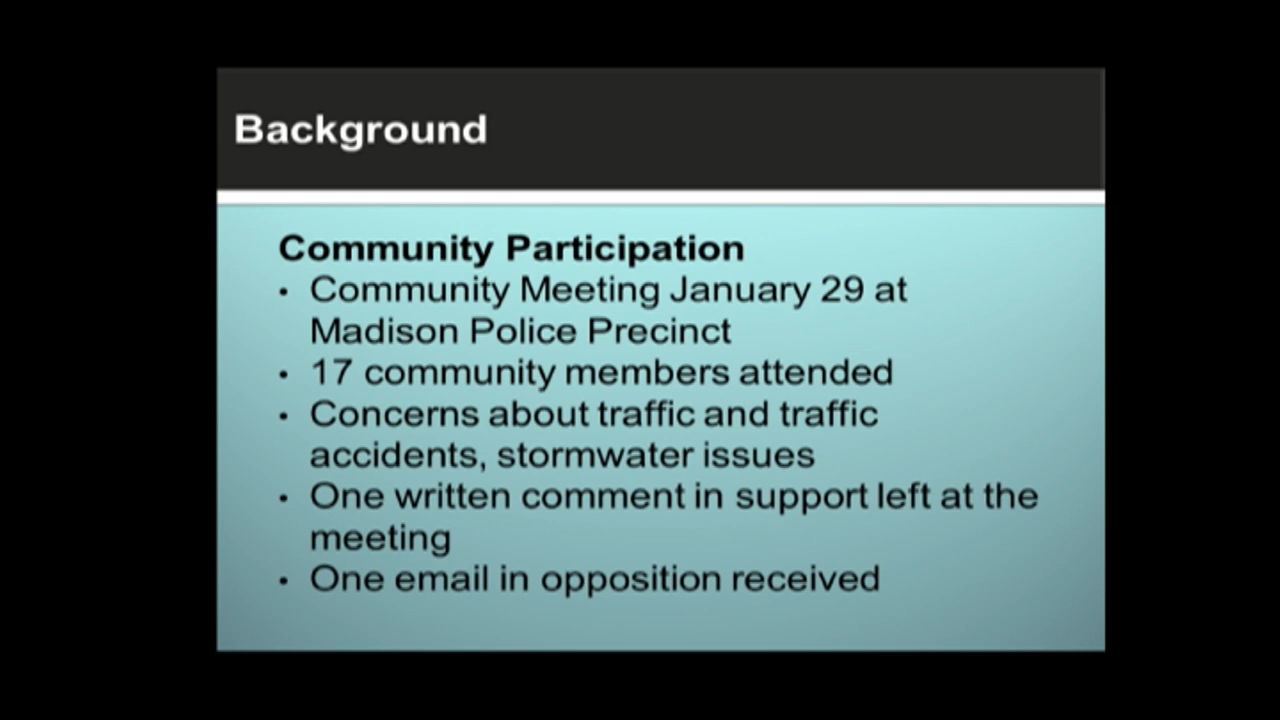 Background
Community Participation
• Community Meeting January 29 at
Madison Police Precinct
• 17 community members attended
• Concerns about traffic and traffic
accidents, stormwater issues
• One written comment in support left at the
meeting
• One email in opposition received